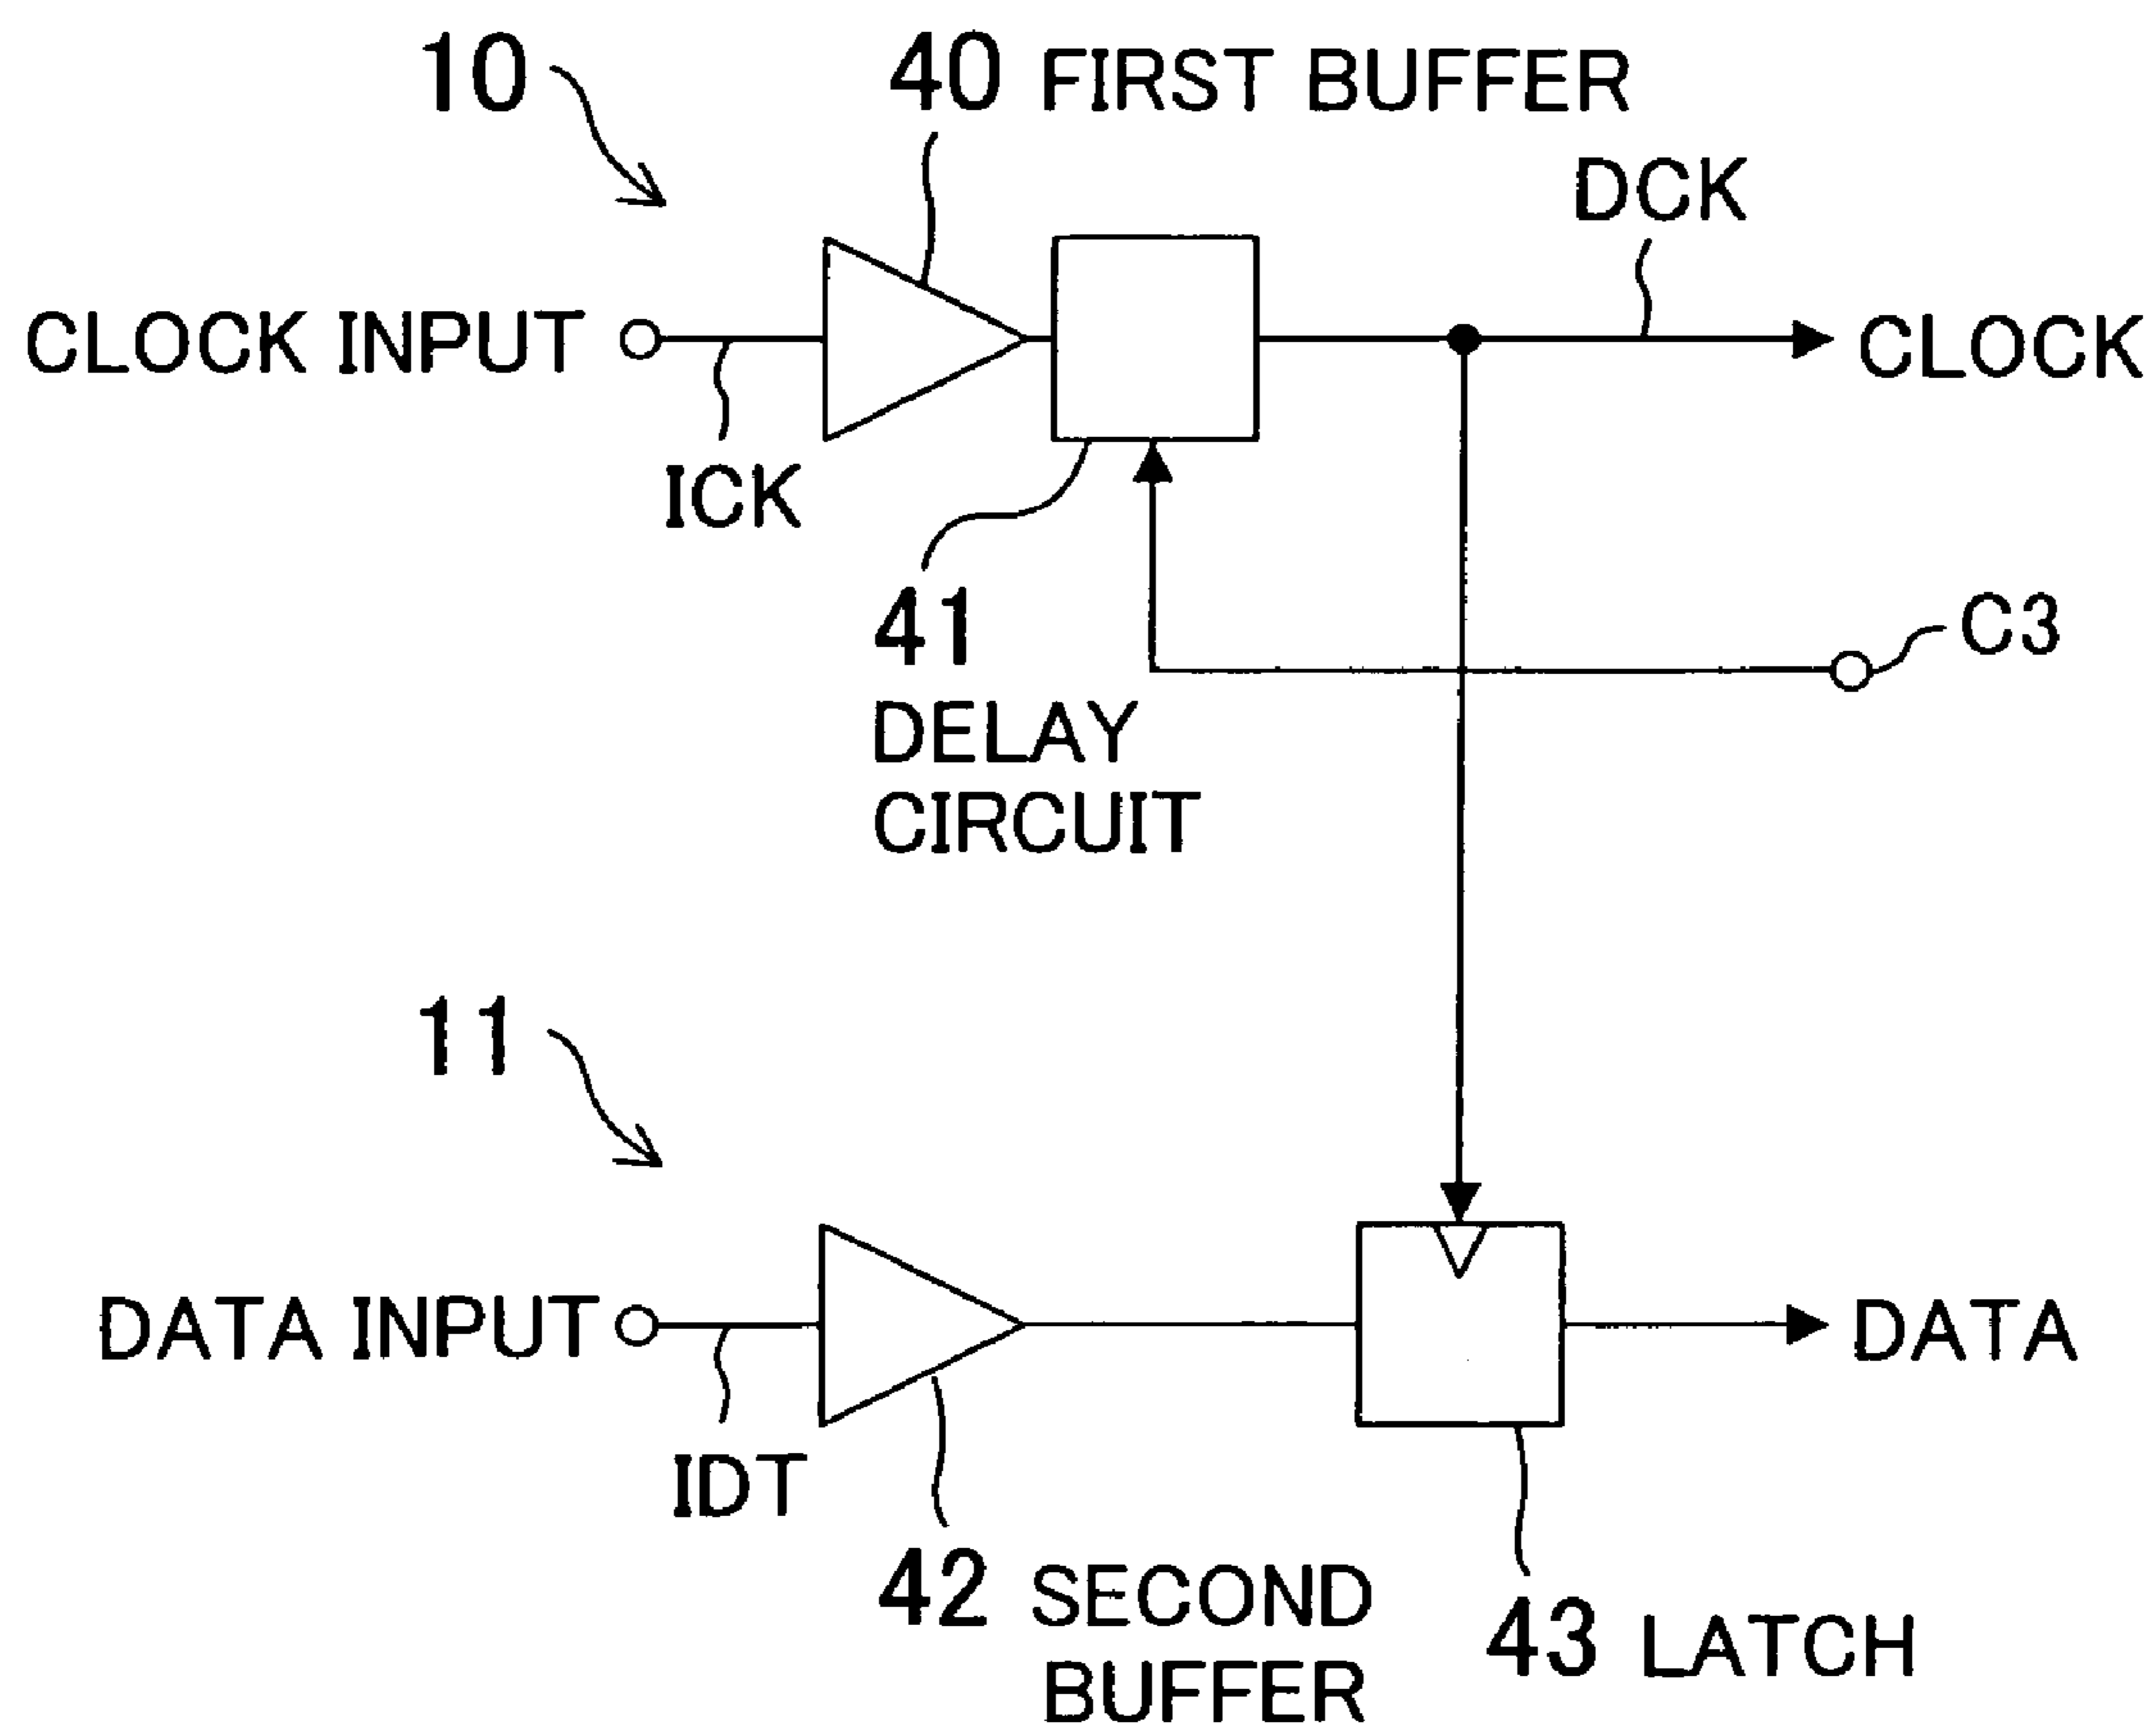 10
40 FIRST BUFFER
DCK
CLOCK INPUT
CLOCK
ICK
41
DELAY
CIRCUIT
C3
11
DATA INPUT
DATA
IDT
42 SECOND
BUFFER
43 LATCH